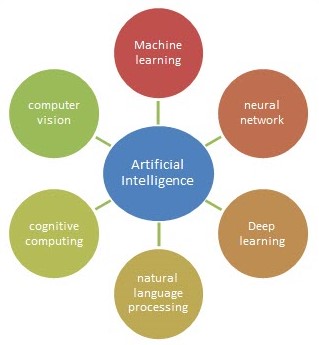 Machine
learning
computer
vision
neural
network
Artificial
Intelligence
cognitive
computing
Deep
learning
natural
language
processing